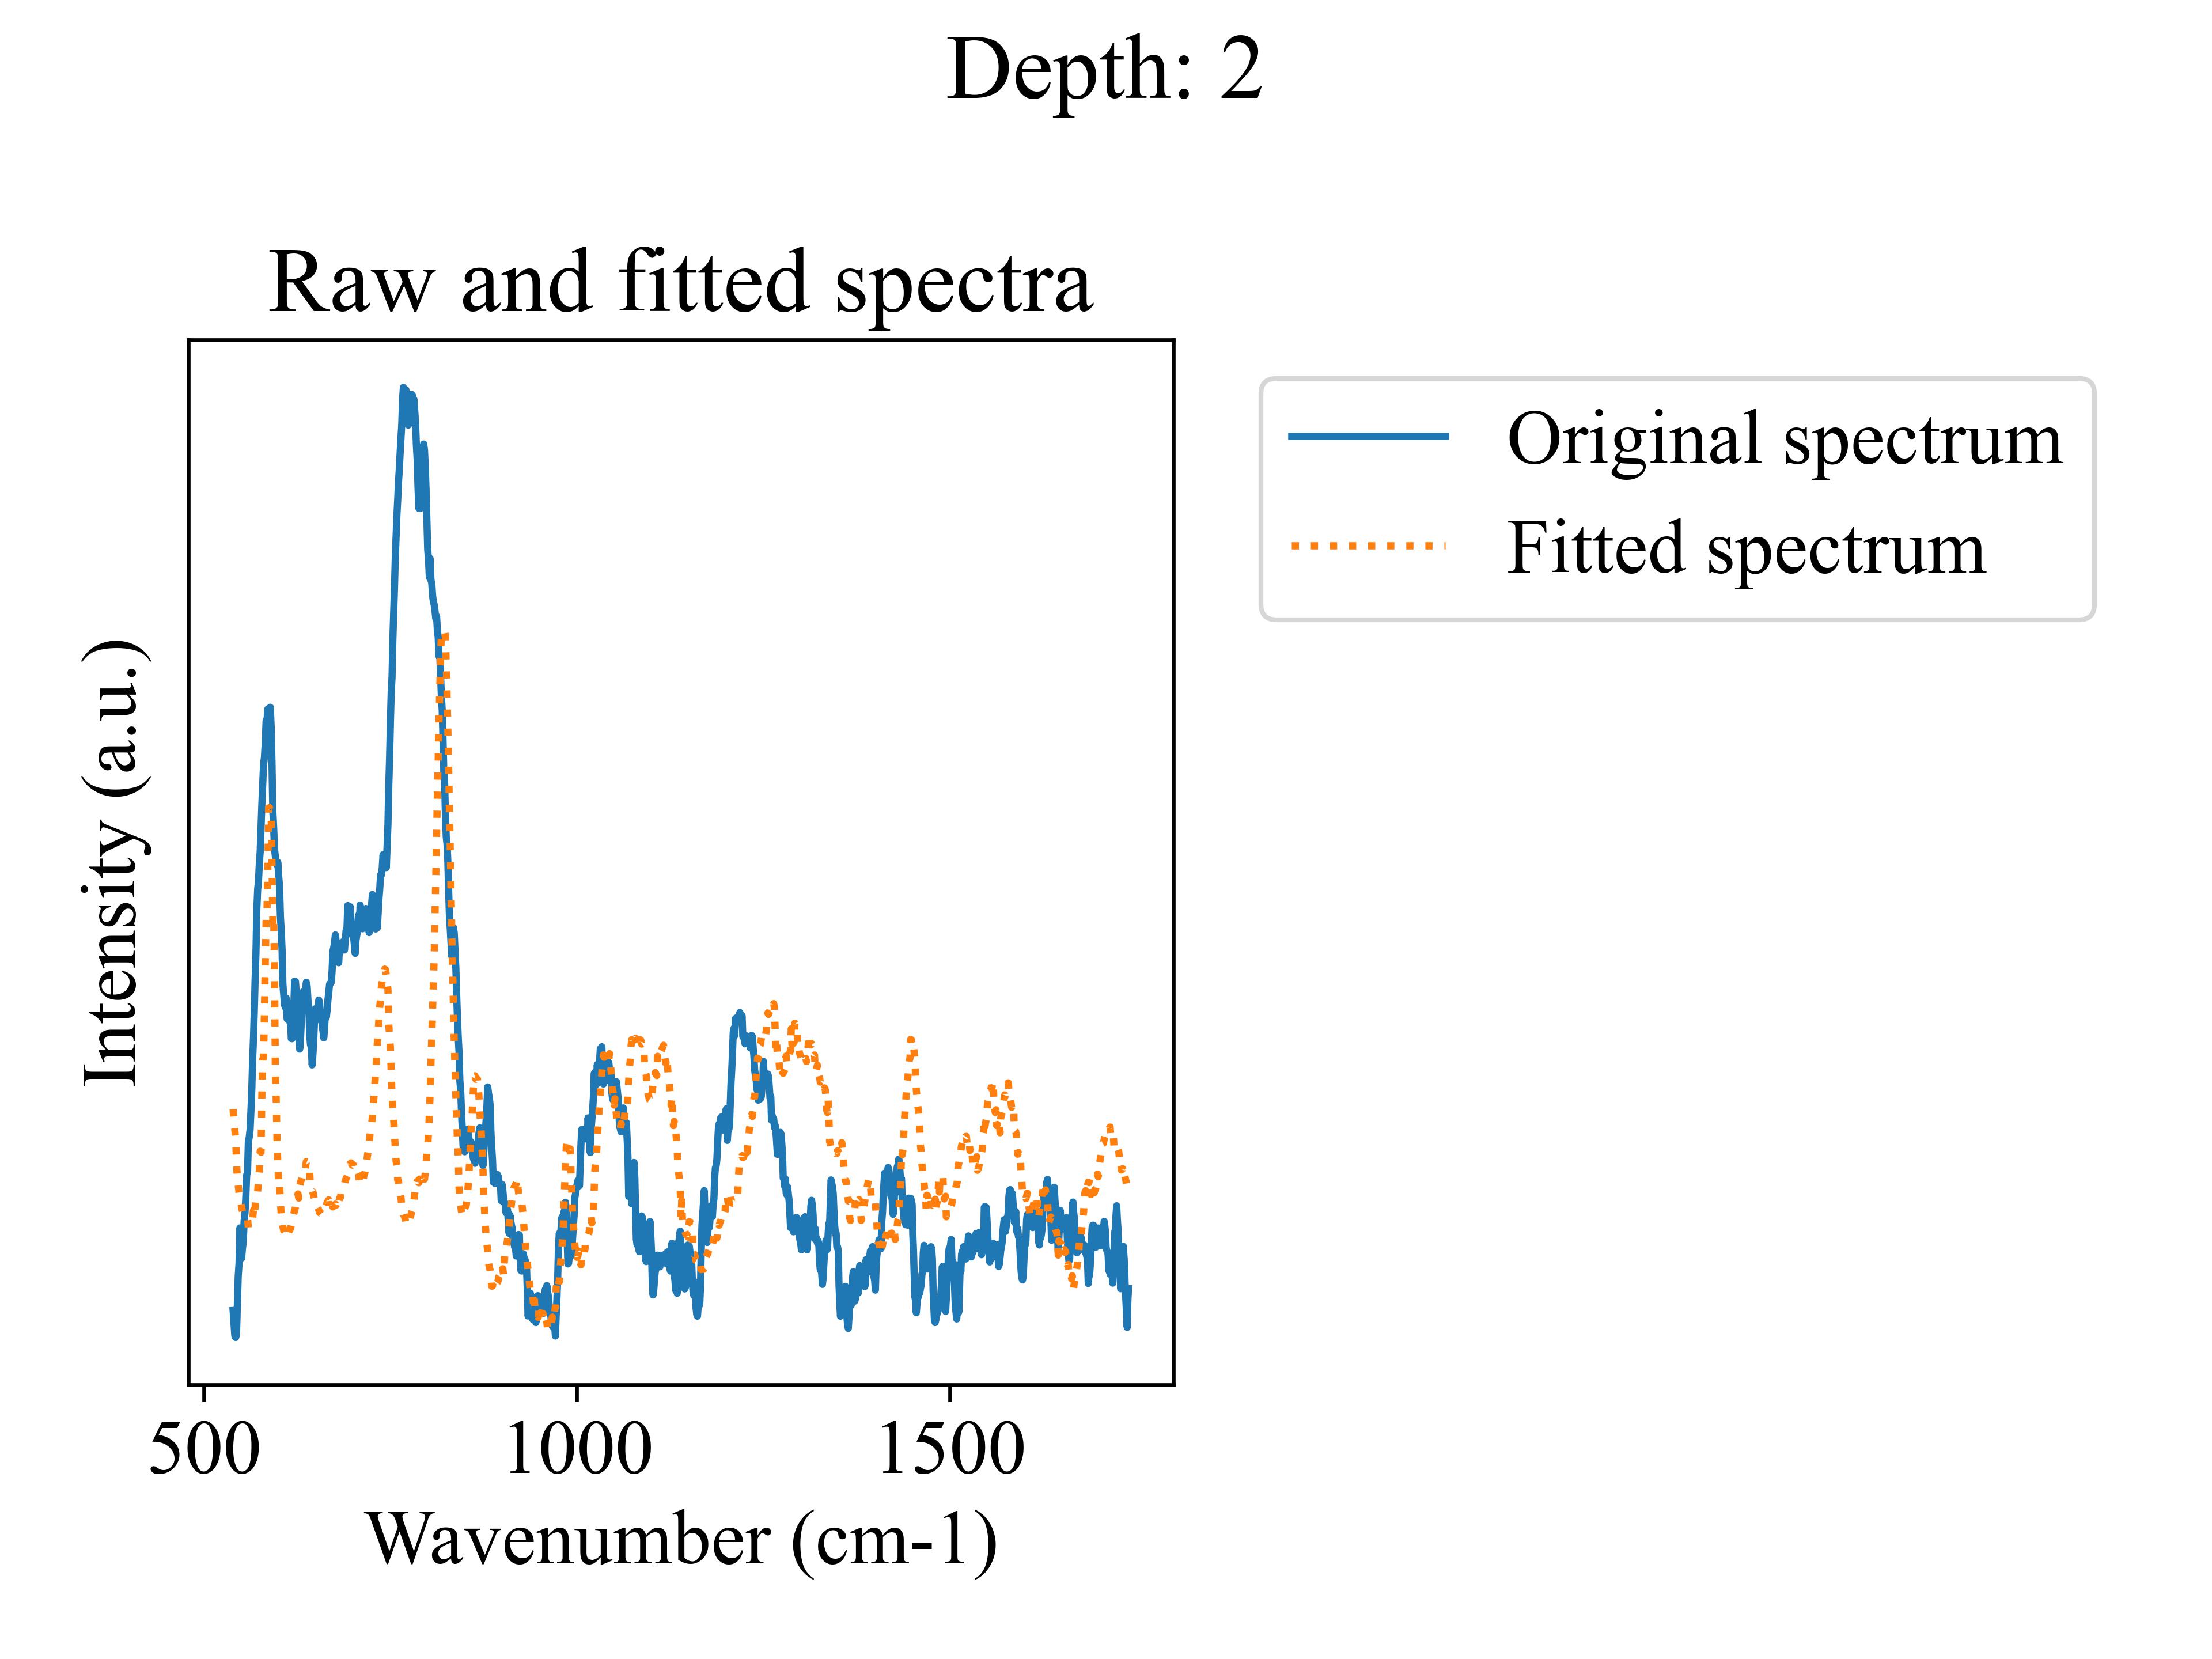 Depth: 2
Raw and fitted spectra
Original spectrum
Fitted spectrum
Intensity (a.u.)
500 1000 1500
Wavenumber (cm-1)